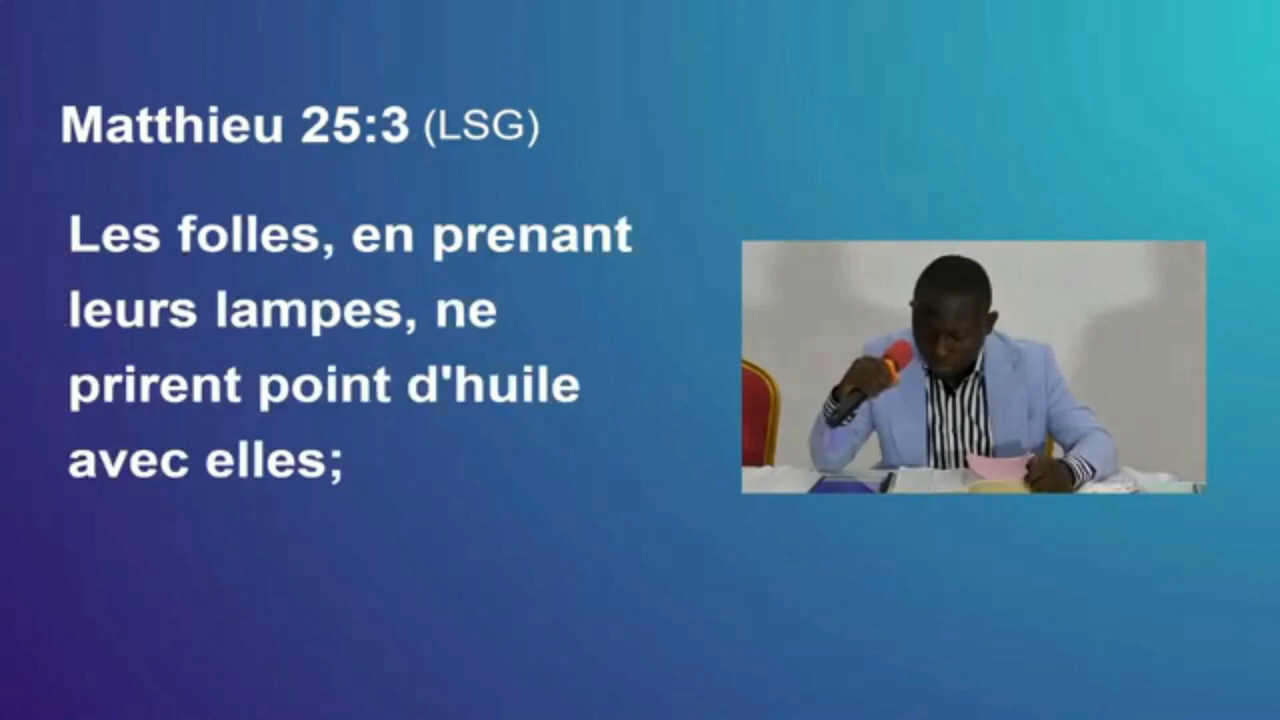 Matthieu 25:3 (LSG)
Les folles, en prenant
leurs lampes, ne
prirent point d'huile
avec elles;